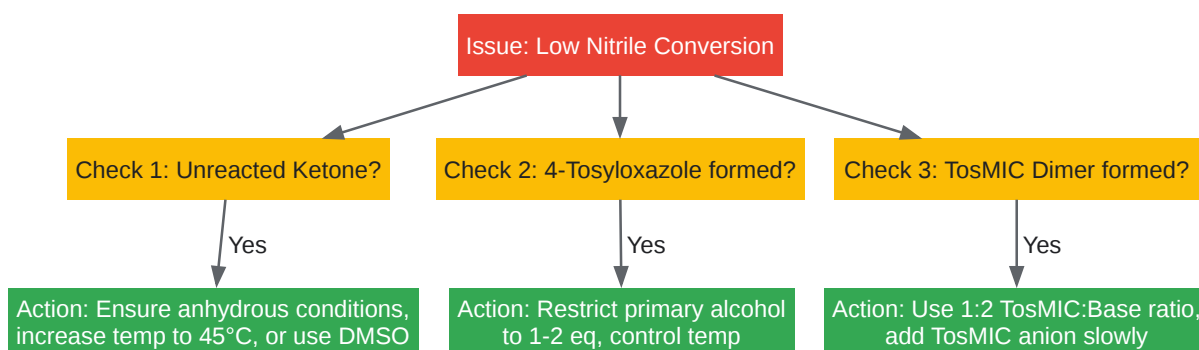 Issue: Low Nitrile Conversion
Check 1: Unreacted Ketone?
Check 2: 4-Tosyloxazole formed?
Check 3: TosMIC Dimer formed?
Yes
Yes
Yes
Action: Ensure anhydrous conditions,
increase temp to 45°C, or use DMSO
Action: Restrict primary alcohol
to 1-2 eq, control temp
Action: Use 1:2 TosMIC:Base ratio,
add TosMIC anion slowly